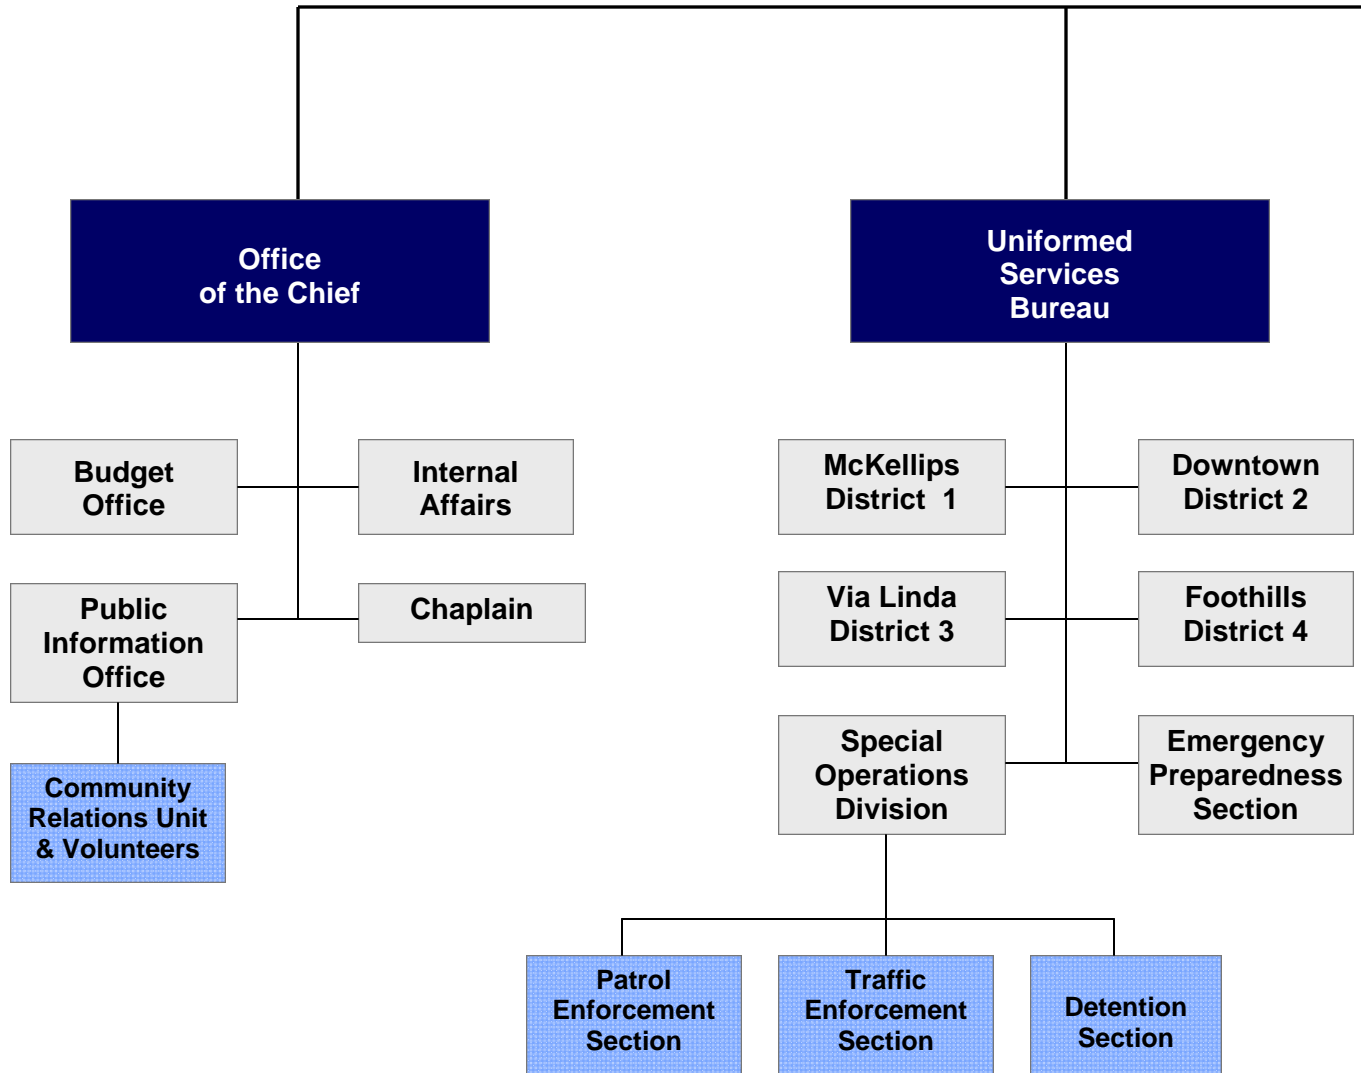 Office
of the Chief
Uniformed
Services
Bureau
Budget
Office
Internal
Affairs
McKellips
District 1
Downtown
District 2
Public
Information
Office
Chaplain
Via Linda
District 3
Foothills
District 4
Community
Relations Unit
& Volunteers
Special
Operations
Division
Emergency
Preparedness
Section
Patrol
Enforcement
Section
Traffic
Enforcement
Section
Detention
Section